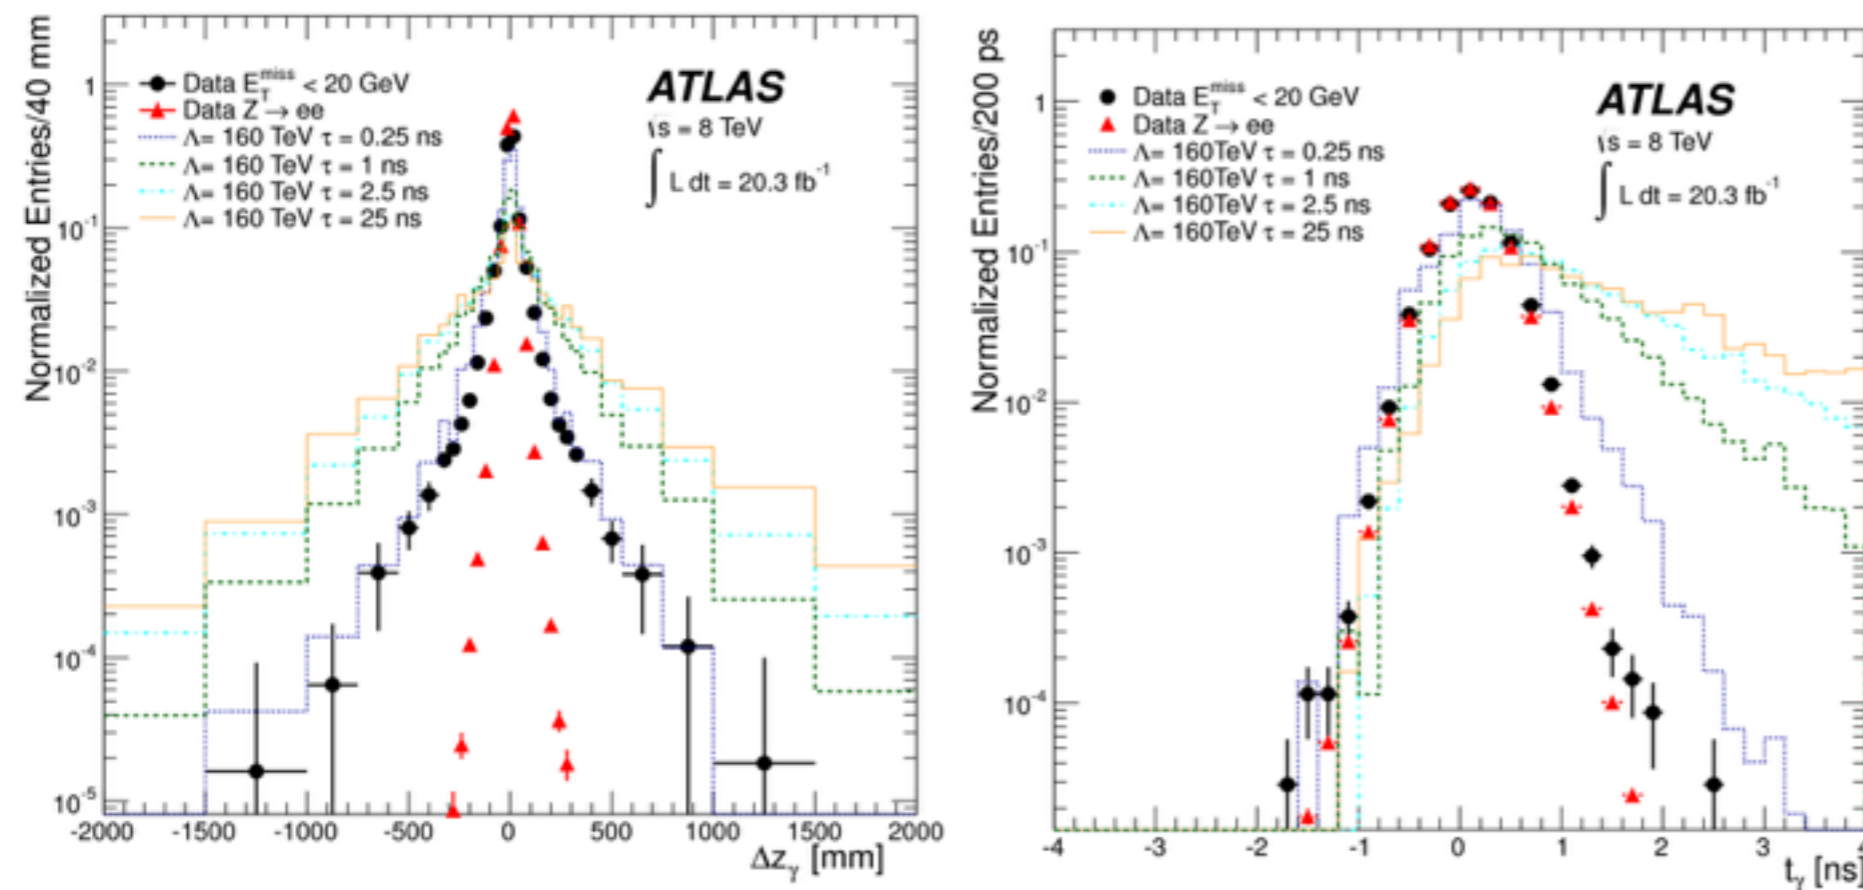 Normalized Entries/40 mm
1
10⁻¹
10⁻²
10⁻³
10⁻⁴
10⁻⁵
Data E_T^miss < 20 GeV
Data Z → ee
Λ= 160 TeV τ = 0.25 ns
Λ= 160 TeV τ = 1 ns
Λ= 160 TeV τ = 2.5 ns
Λ= 160 TeV τ = 25 ns
ATLAS
√s = 8 TeV
∫ L dt = 20.3 fb⁻¹
-2000 -1500 -1000 -500 0 500 1000 1500 2000
Δz_γ [mm]
Normalized Entries/200 ps
1
10⁻¹
10⁻²
10⁻³
10⁻⁴
Data E_T^miss < 20 GeV
Data Z → ee
Λ= 160TeV τ = 0.25 ns
Λ= 160TeV τ = 1 ns
Λ= 160TeV τ = 2.5 ns
Λ= 160TeV τ = 25 ns
ATLAS
√s = 8 TeV
∫ L dt = 20.3 fb⁻¹
-4 -3 -2 -1 0 1 2 3
t_γ [ns]